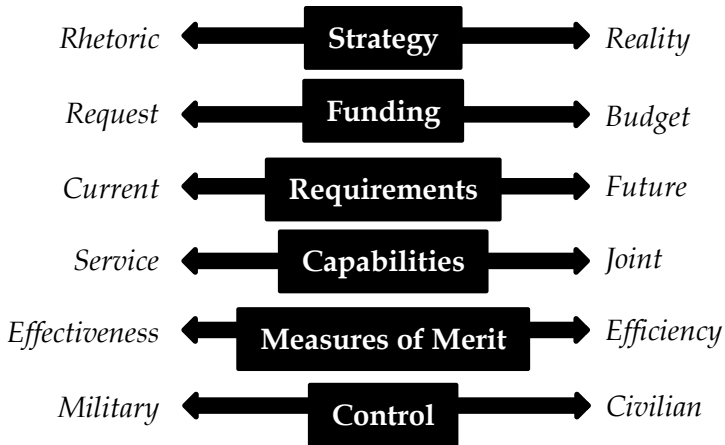 Rhetoric Strategy Reality
Request Funding Budget
Current Requirements Future
Service Capabilities Joint
Effectiveness Measures of Merit Efficiency
Military Control Civilian